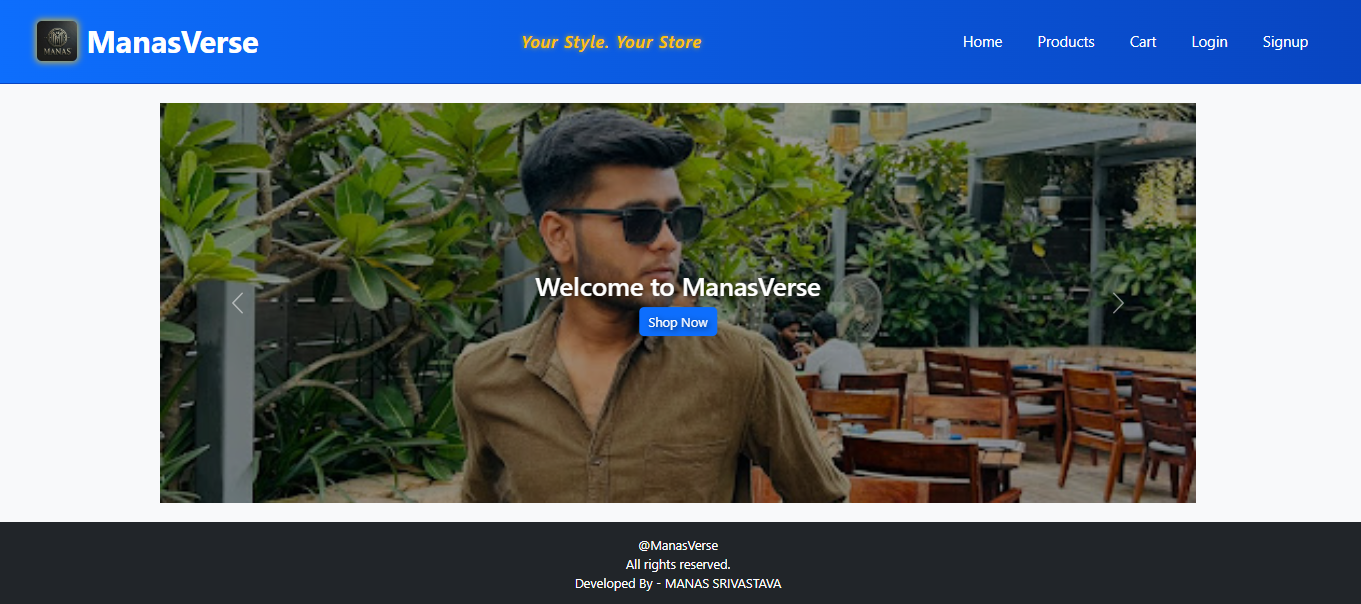 MANAS
ManasVerse
Your Style. Your Store
Home Products Cart Login Signup
Welcome to ManasVerse
Shop Now
@ManasVerse
All rights reserved.
Developed By - MANAS SRIVASTAVA